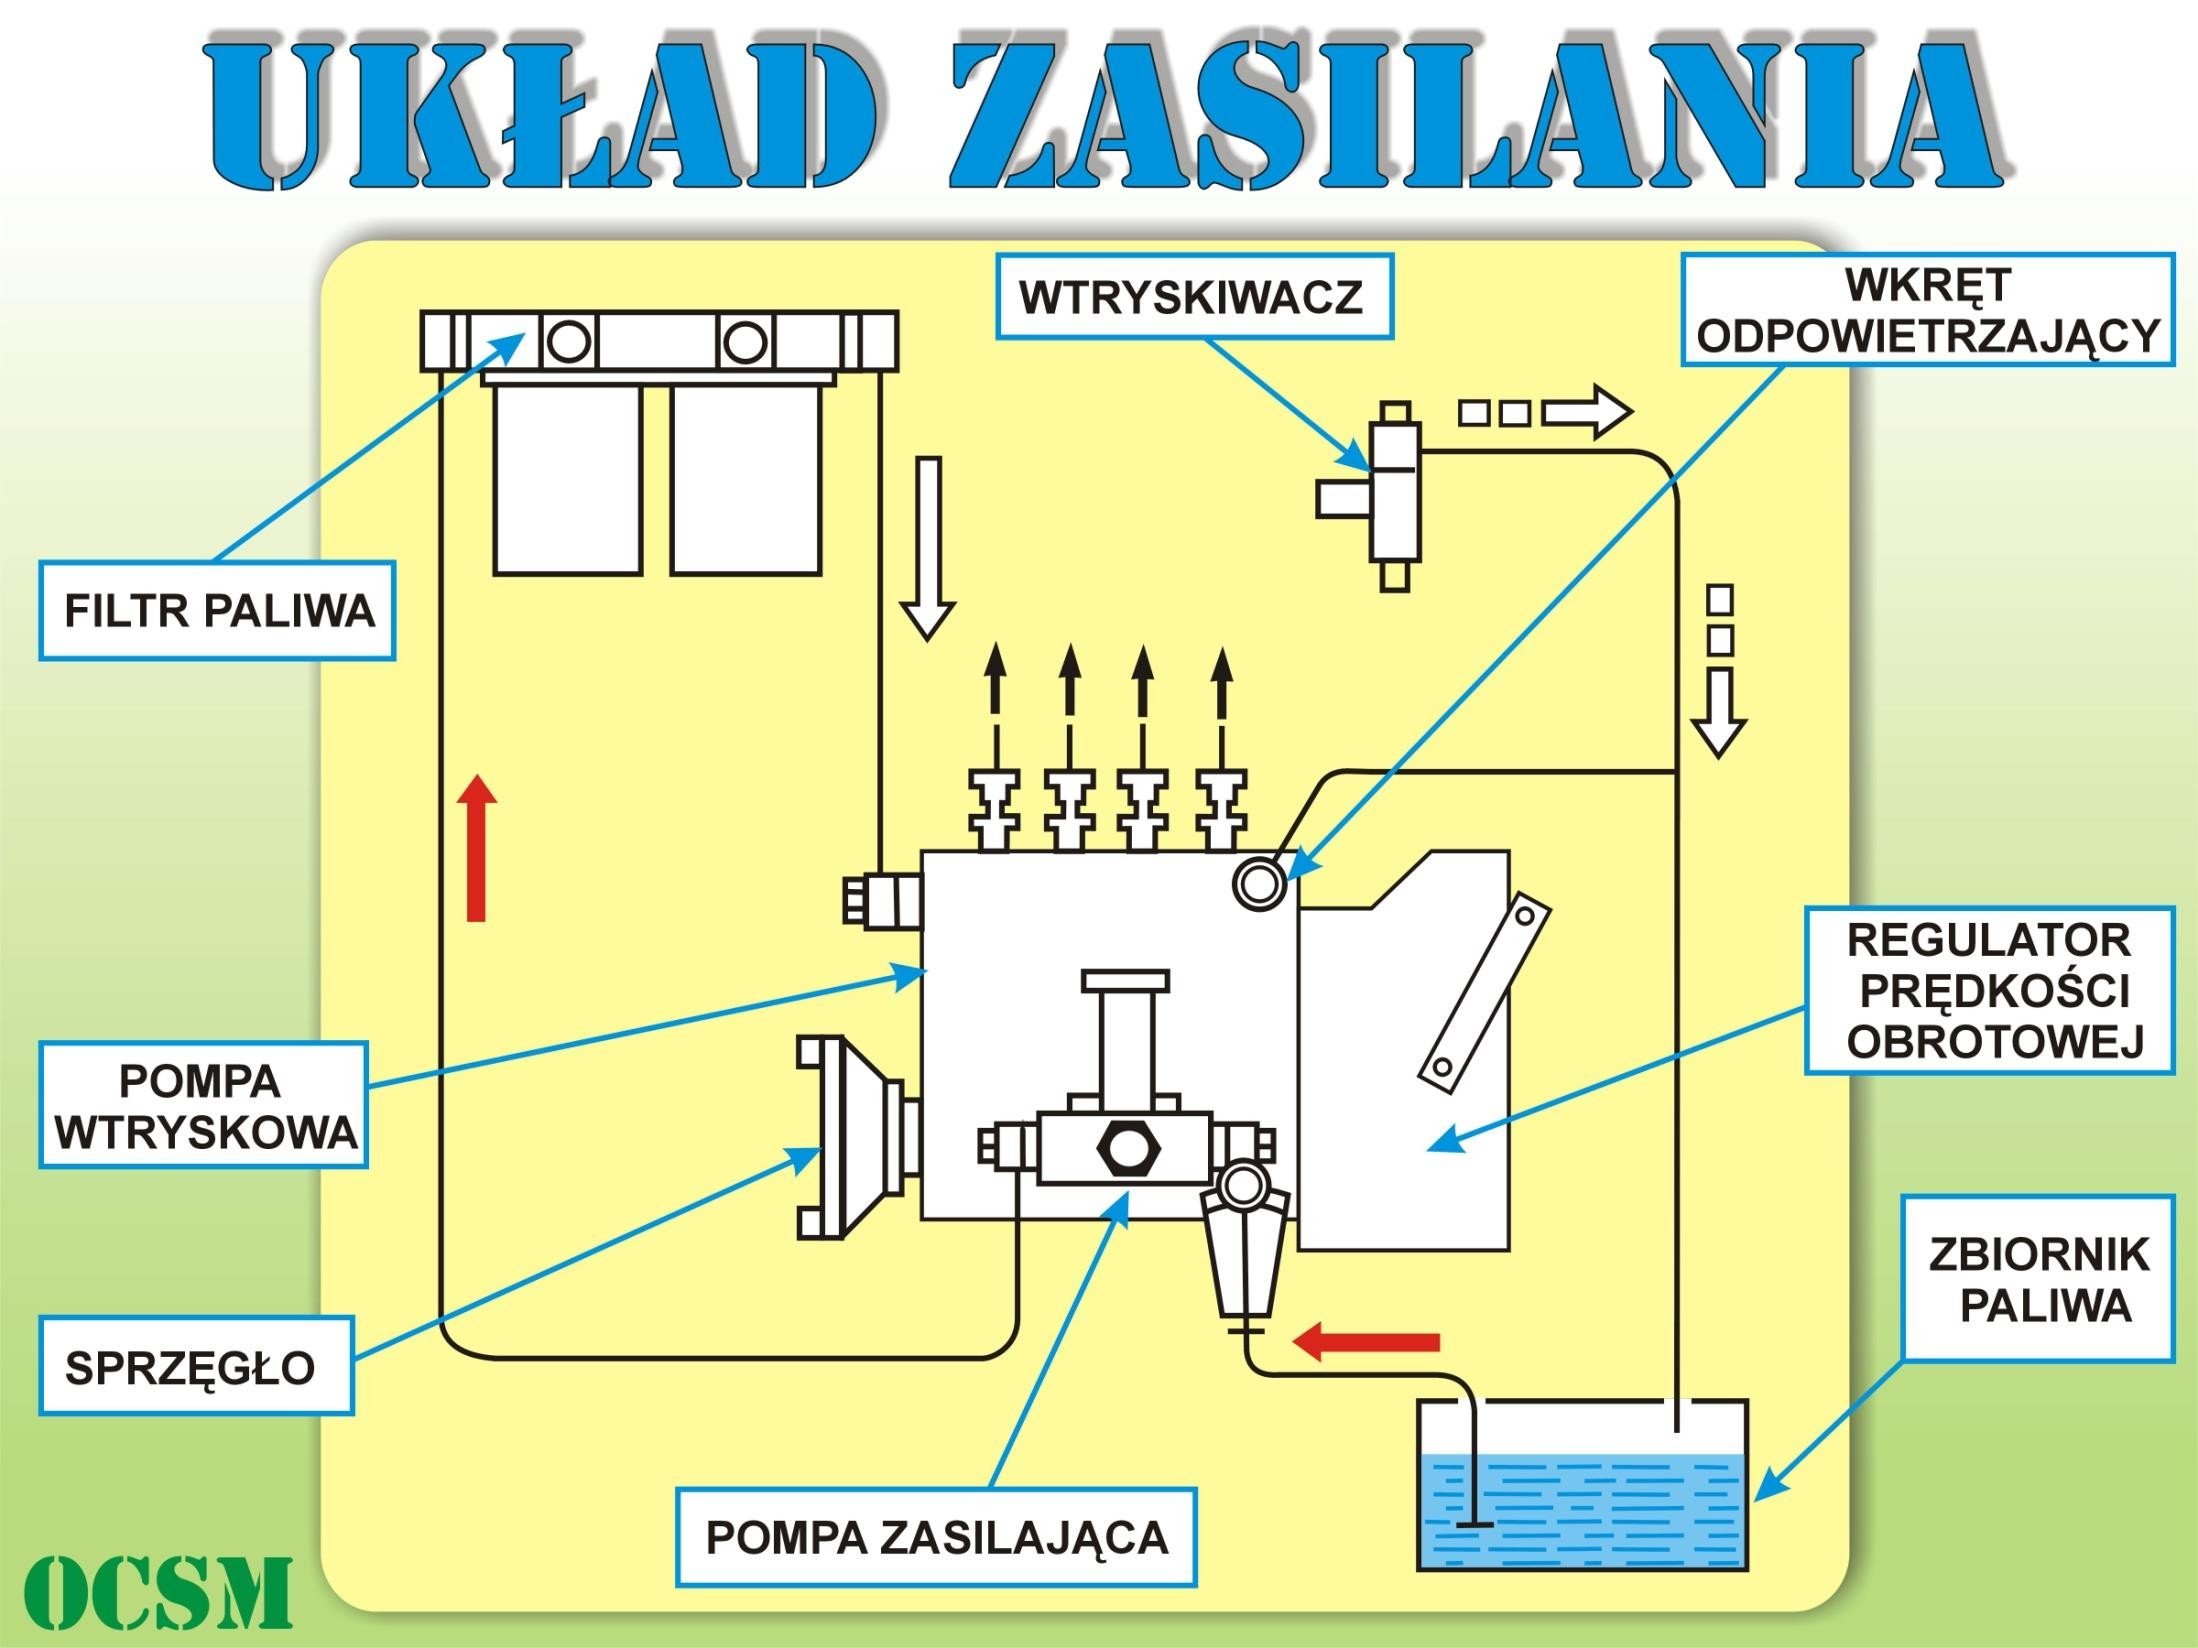 UKŁAD ZASILANIA
WTRYSKIWACZ
WKRĘT
ODPOWIETRZAJĄCY
FILTR PALIWA
REGULATOR
PRĘDKOŚCI
OBROTOWEJ
POMPA
WTRYSKOWA
ZBIORNIK
PALIWA
SPRZĘGŁO
POMPA ZASILAJĄCA
OCSM